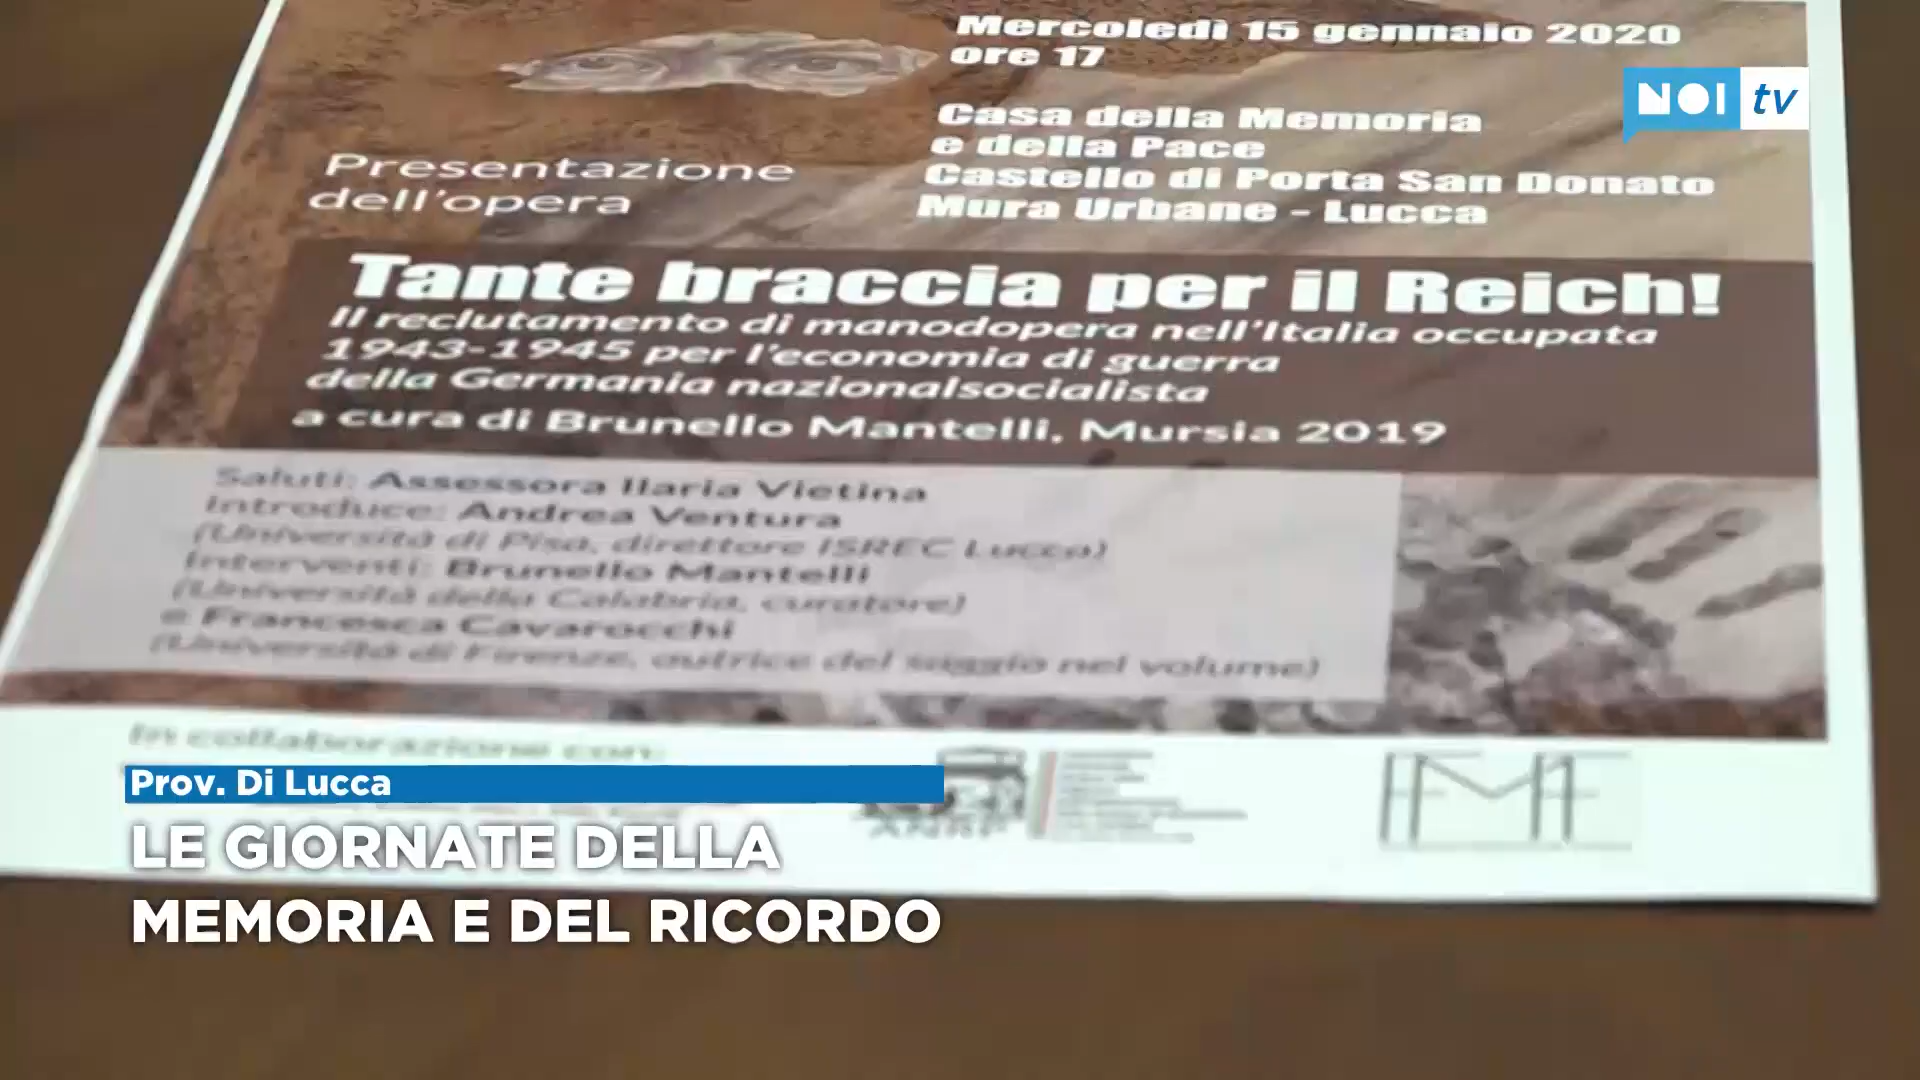 Mercoledì 15 gennaio 2020
ore 17
NOI tv
Casa della Memoria
e della Pace
Castello di Porta San Donato
Mura Urbane - Lucca
Presentazione
dell'opera
Tante braccia per il Reich!
Il reclutamento di manodopera nell'Italia occupata
1943-1945 per l'economia di guerra
della Germania nazionalsocialista
a cura di Brunello Mantelli, Mursia 2019
Saluti: Assessora Ilaria Vietina
Introduce: Andrea Ventura
(Università di Pisa, direttore ISREC Lucca)
Interventi: Brunello Mantelli
(Università della Calabria, curatore)
e Francesca Cavarocchi
(Università di Firenze, autrice del saggio nel volume)
In collaborazione con:
Prov. Di Lucca
LE GIORNATE DELLA
MEMORIA E DEL RICORDO